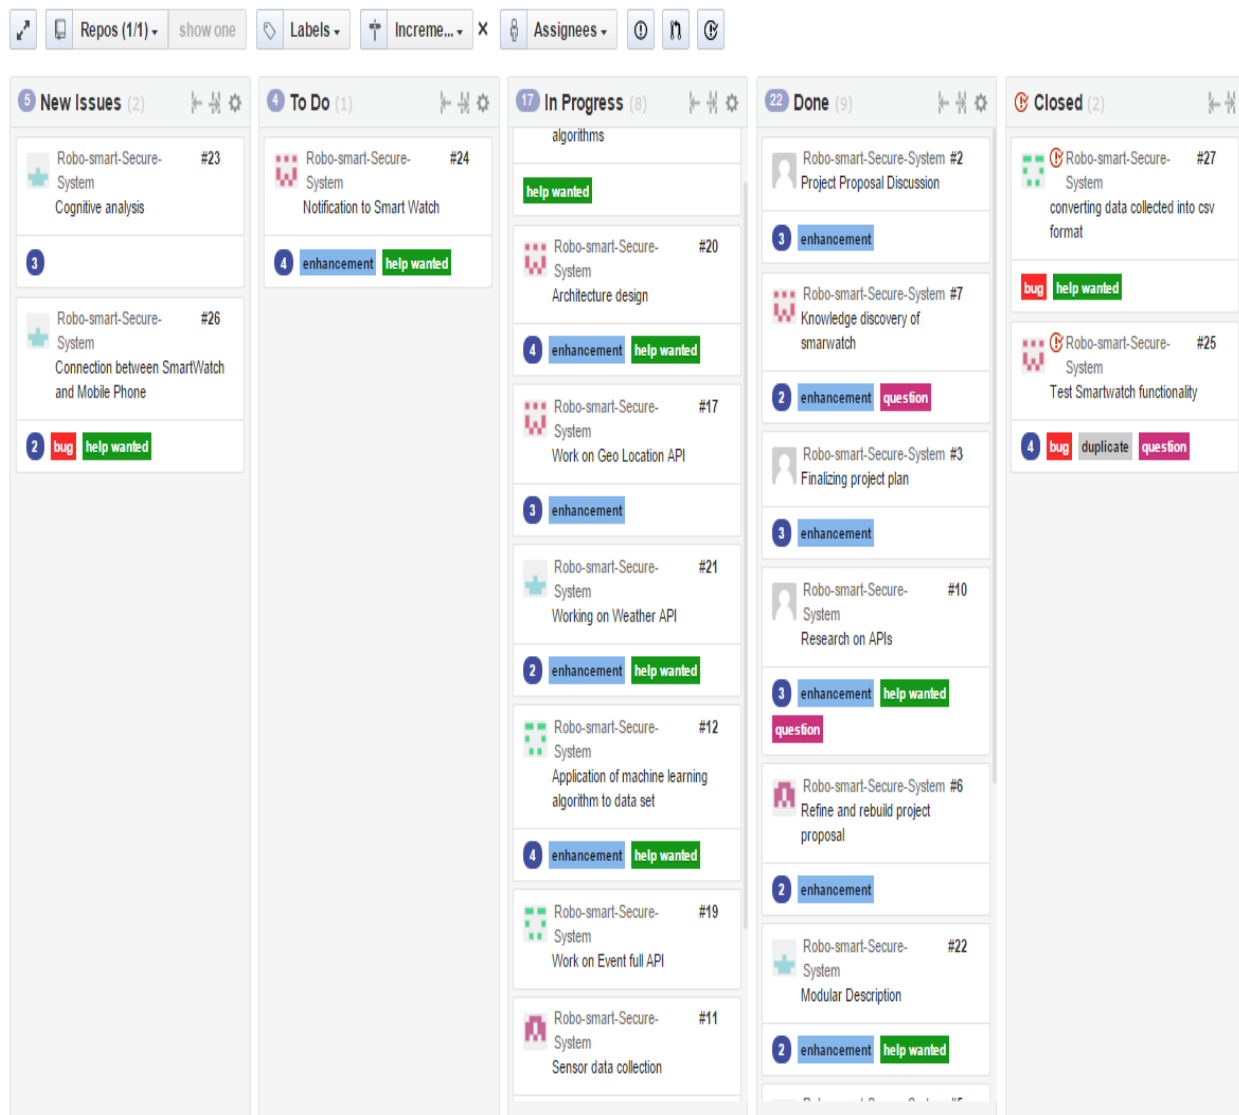 Repos (1/1) show one Labels Increme... × Assignees
5 New Issues (2)
Robo-smart-Secure- #23
System
Cognitive analysis
3
Robo-smart-Secure- #26
System
Connection between SmartWatch
and Mobile Phone
2 bug help wanted
4 To Do (1)
Robo-smart-Secure- #24
System
Notification to Smart Watch
4 enhancement help wanted
17 In Progress (8)
algorithms
help wanted
Robo-smart-Secure- #20
System
Architecture design
4 enhancement help wanted
Robo-smart-Secure- #17
System
Work on Geo Location API
3 enhancement
Robo-smart-Secure- #21
System
Working on Weather API
2 enhancement help wanted
Robo-smart-Secure- #12
System
Application of machine learning
algorithm to data set
4 enhancement help wanted
Robo-smart-Secure- #19
System
Work on Event full API
Robo-smart-Secure- #11
System
Sensor data collection
22 Done (9)
Robo-smart-Secure-System #2
Project Proposal Discussion
3 enhancement
Robo-smart-Secure-System #7
Knowledge discovery of
smarwatch
2 enhancement question
Robo-smart-Secure-System #3
Finalizing project plan
3 enhancement
Robo-smart-Secure- #10
System
Research on APIs
3 enhancement help wanted
question
Robo-smart-Secure-System #6
Refine and rebuild project
proposal
2 enhancement
Robo-smart-Secure- #22
System
Modular Description
2 enhancement help wanted
Closed (2)
Robo-smart-Secure- #27
System
converting data collected into csv
format
bug help wanted
Robo-smart-Secure- #25
System
Test Smartwatch functionality
4 bug duplicate question